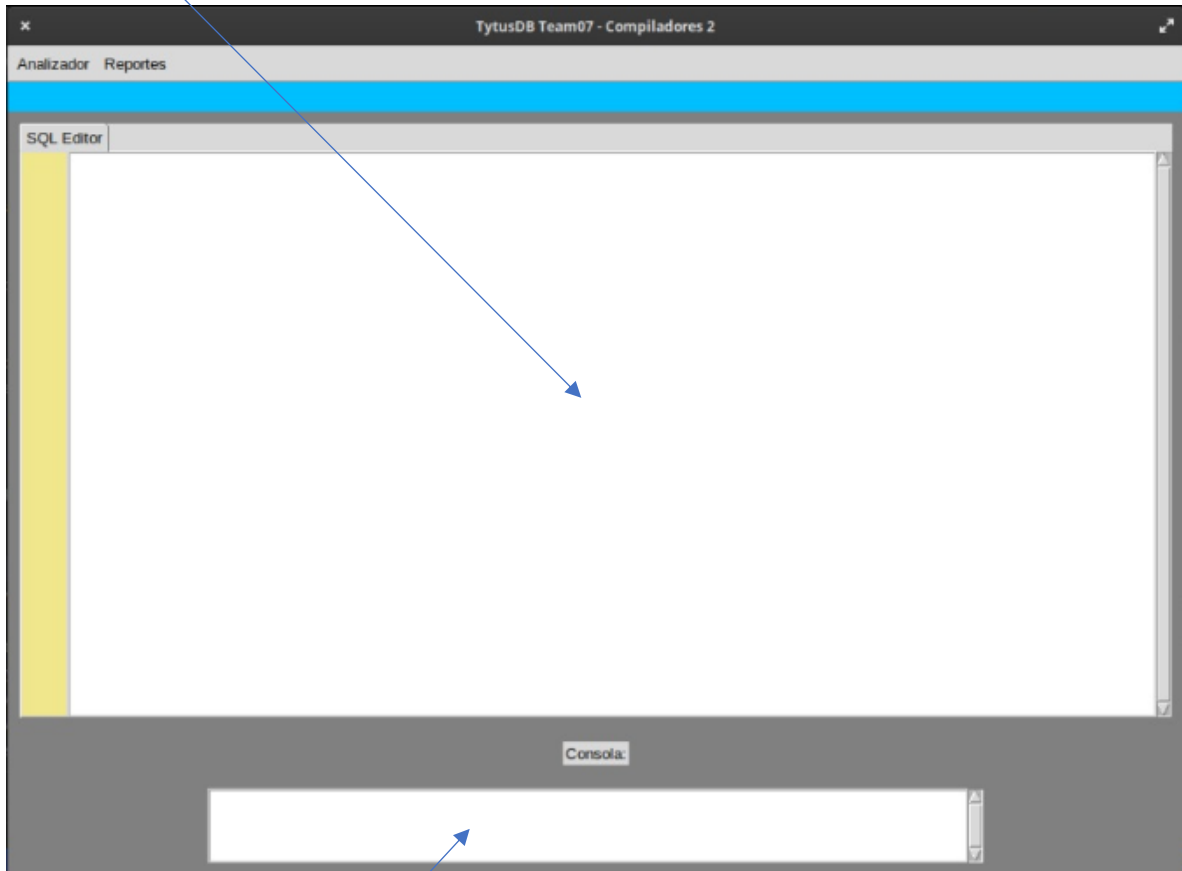 TytusDB Team07 - Compiladores 2
Analizador Reportes
SQL Editor
Consola: